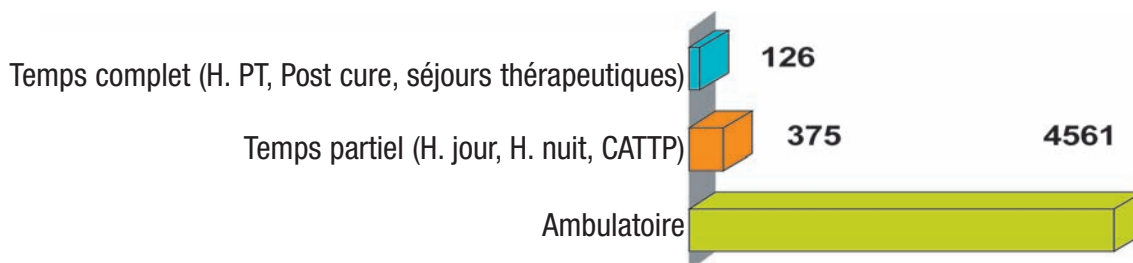 Temps complet (H. PT, Post cure, séjours thérapeutiques) 126
Temps partiel (H. jour, H. nuit, CATTP) 375 4561
Ambulatoire